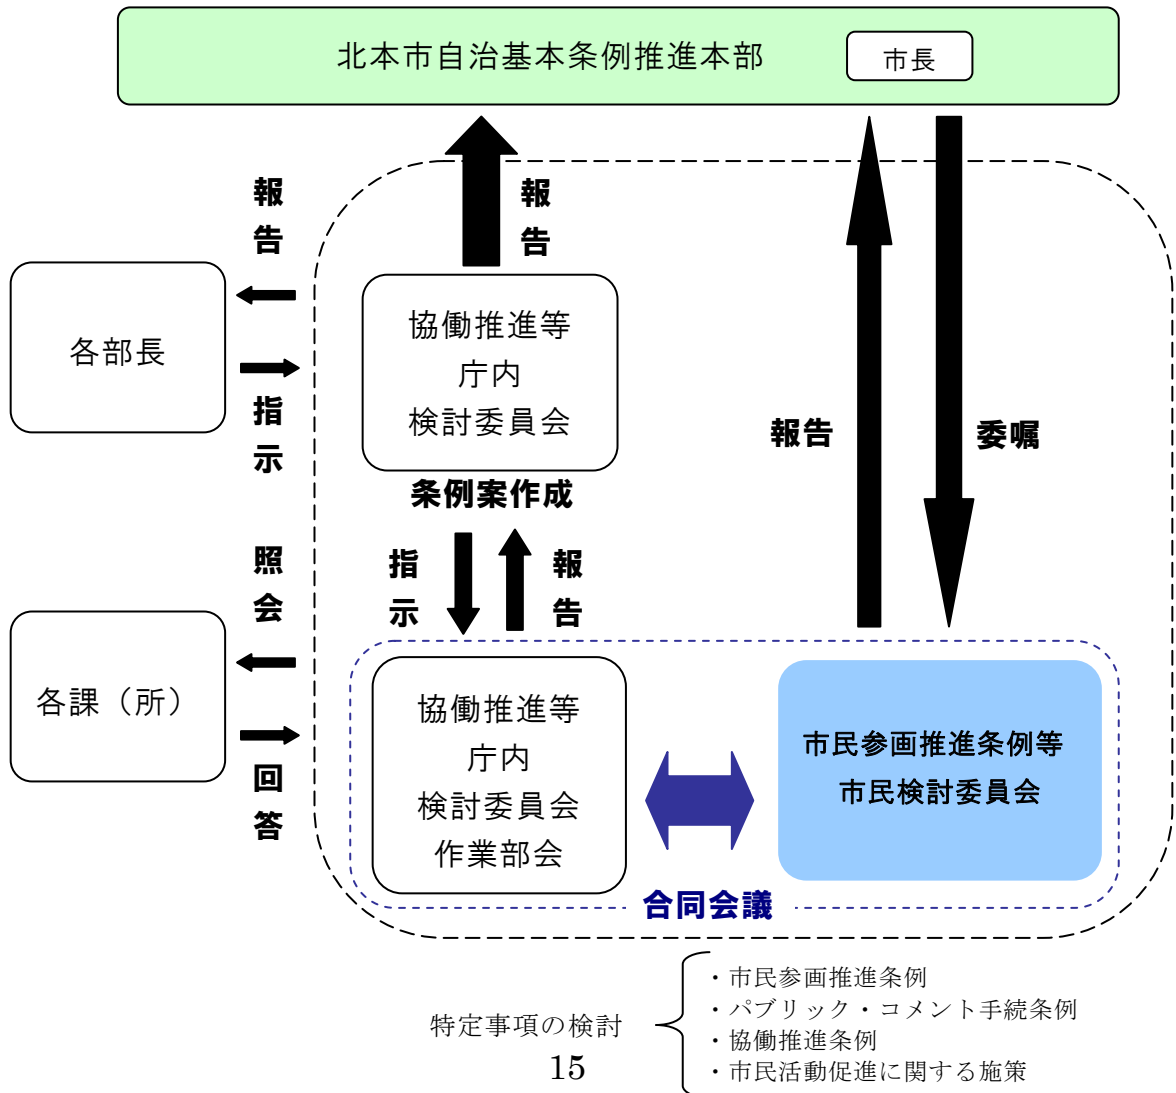 北本市自治基本条例推進本部
市長
報告
報告
各部長
協働推進等
庁内
検討委員会
指示
報告
委嘱
条例案作成
照会
指示
報告
各課（所）
協働推進等
庁内
検討委員会
作業部会
市民参画推進条例等
市民検討委員会
回答
合同会議
特定事項の検討
・市民参画推進条例
・パブリック・コメント手続条例
・協働推進条例
・市民活動促進に関する施策
15